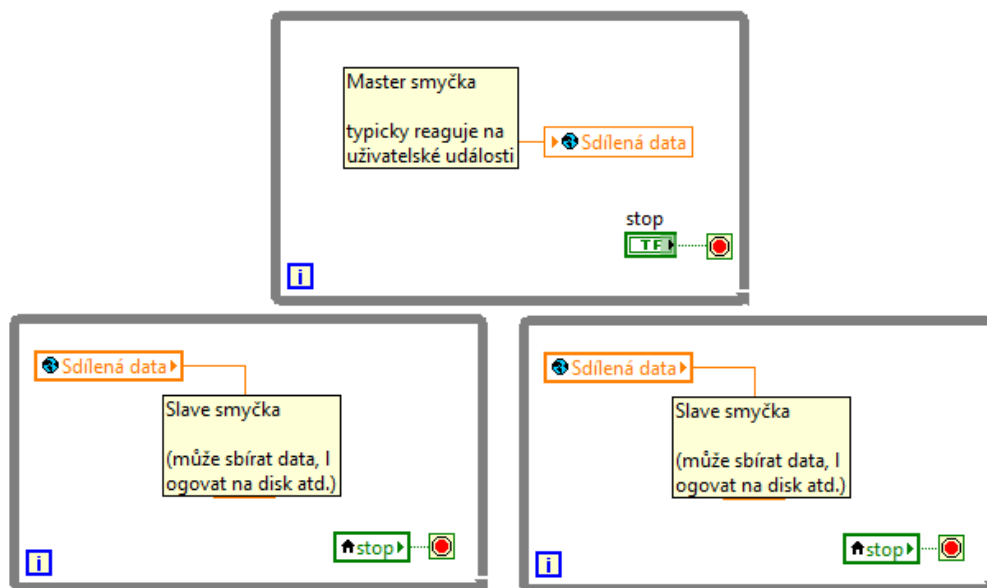 Master smyčka
typicky reaguje na
uživatelské události
Sdílená data
stop
TF
i
Sdílená data
Slave smyčka
(může sbírat data, l
ogovat na disk atd.)
stop
i
Sdílená data
Slave smyčka
(může sbírat data, l
ogovat na disk atd.)
stop
i